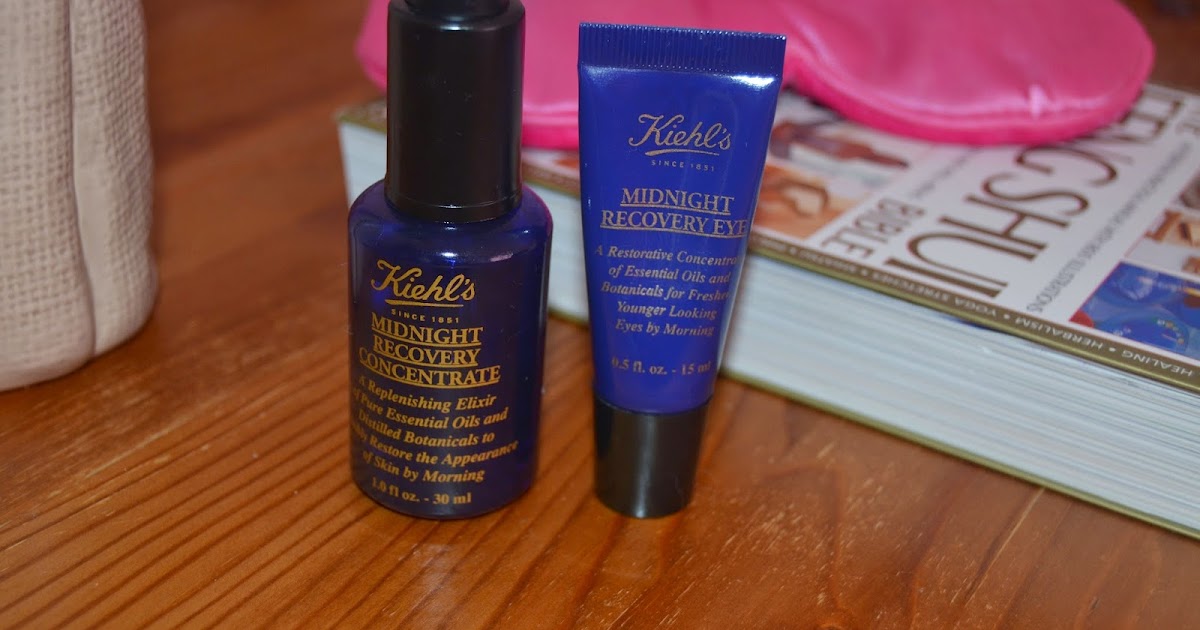 Kiehl's
SINCE 1851
MIDNIGHT
RECOVERY
CONCENTRATE
A Replenishing Elixir
of Pure Essential Oils and
Distilled Botanicals to
Restore the Appearance
of Skin by Morning
1.0 fl oz. - 30 ml
Kiehl's
SINCE 1851
MIDNIGHT
RECOVERY EYE
A Restorative Concentra
of Essential Oils and
Botanicals for Fresher
Younger Looking
Eyes by Morning
0.5 fl. oz. - 15 ml
FENGSHUI
BIBLE
ILLUSTRATIONS
HEALING • HERBALISM • YOGA STRETCHES